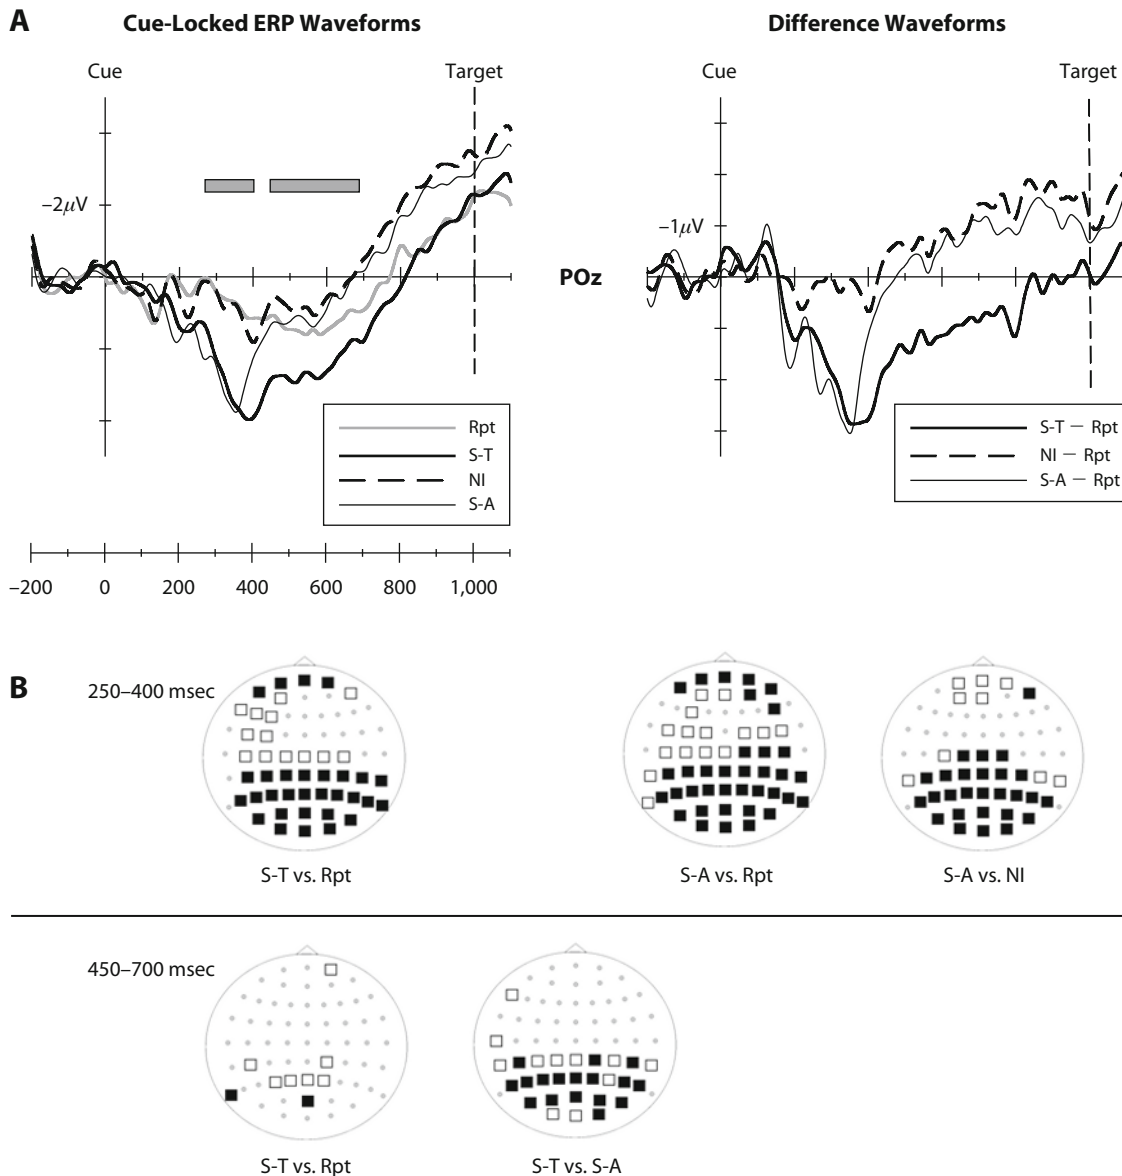 A
Cue-Locked ERP Waveforms
Difference Waveforms
Cue
Target
Cue
Target
−2μV
−1μV
POz
Rpt
S-T
NI
S-A
S-T − Rpt
NI − Rpt
S-A − Rpt
−200 0 200 400 600 800 1,000
B
250–400 msec
S-T vs. Rpt
S-A vs. Rpt
S-A vs. NI
450–700 msec
S-T vs. Rpt
S-T vs. S-A